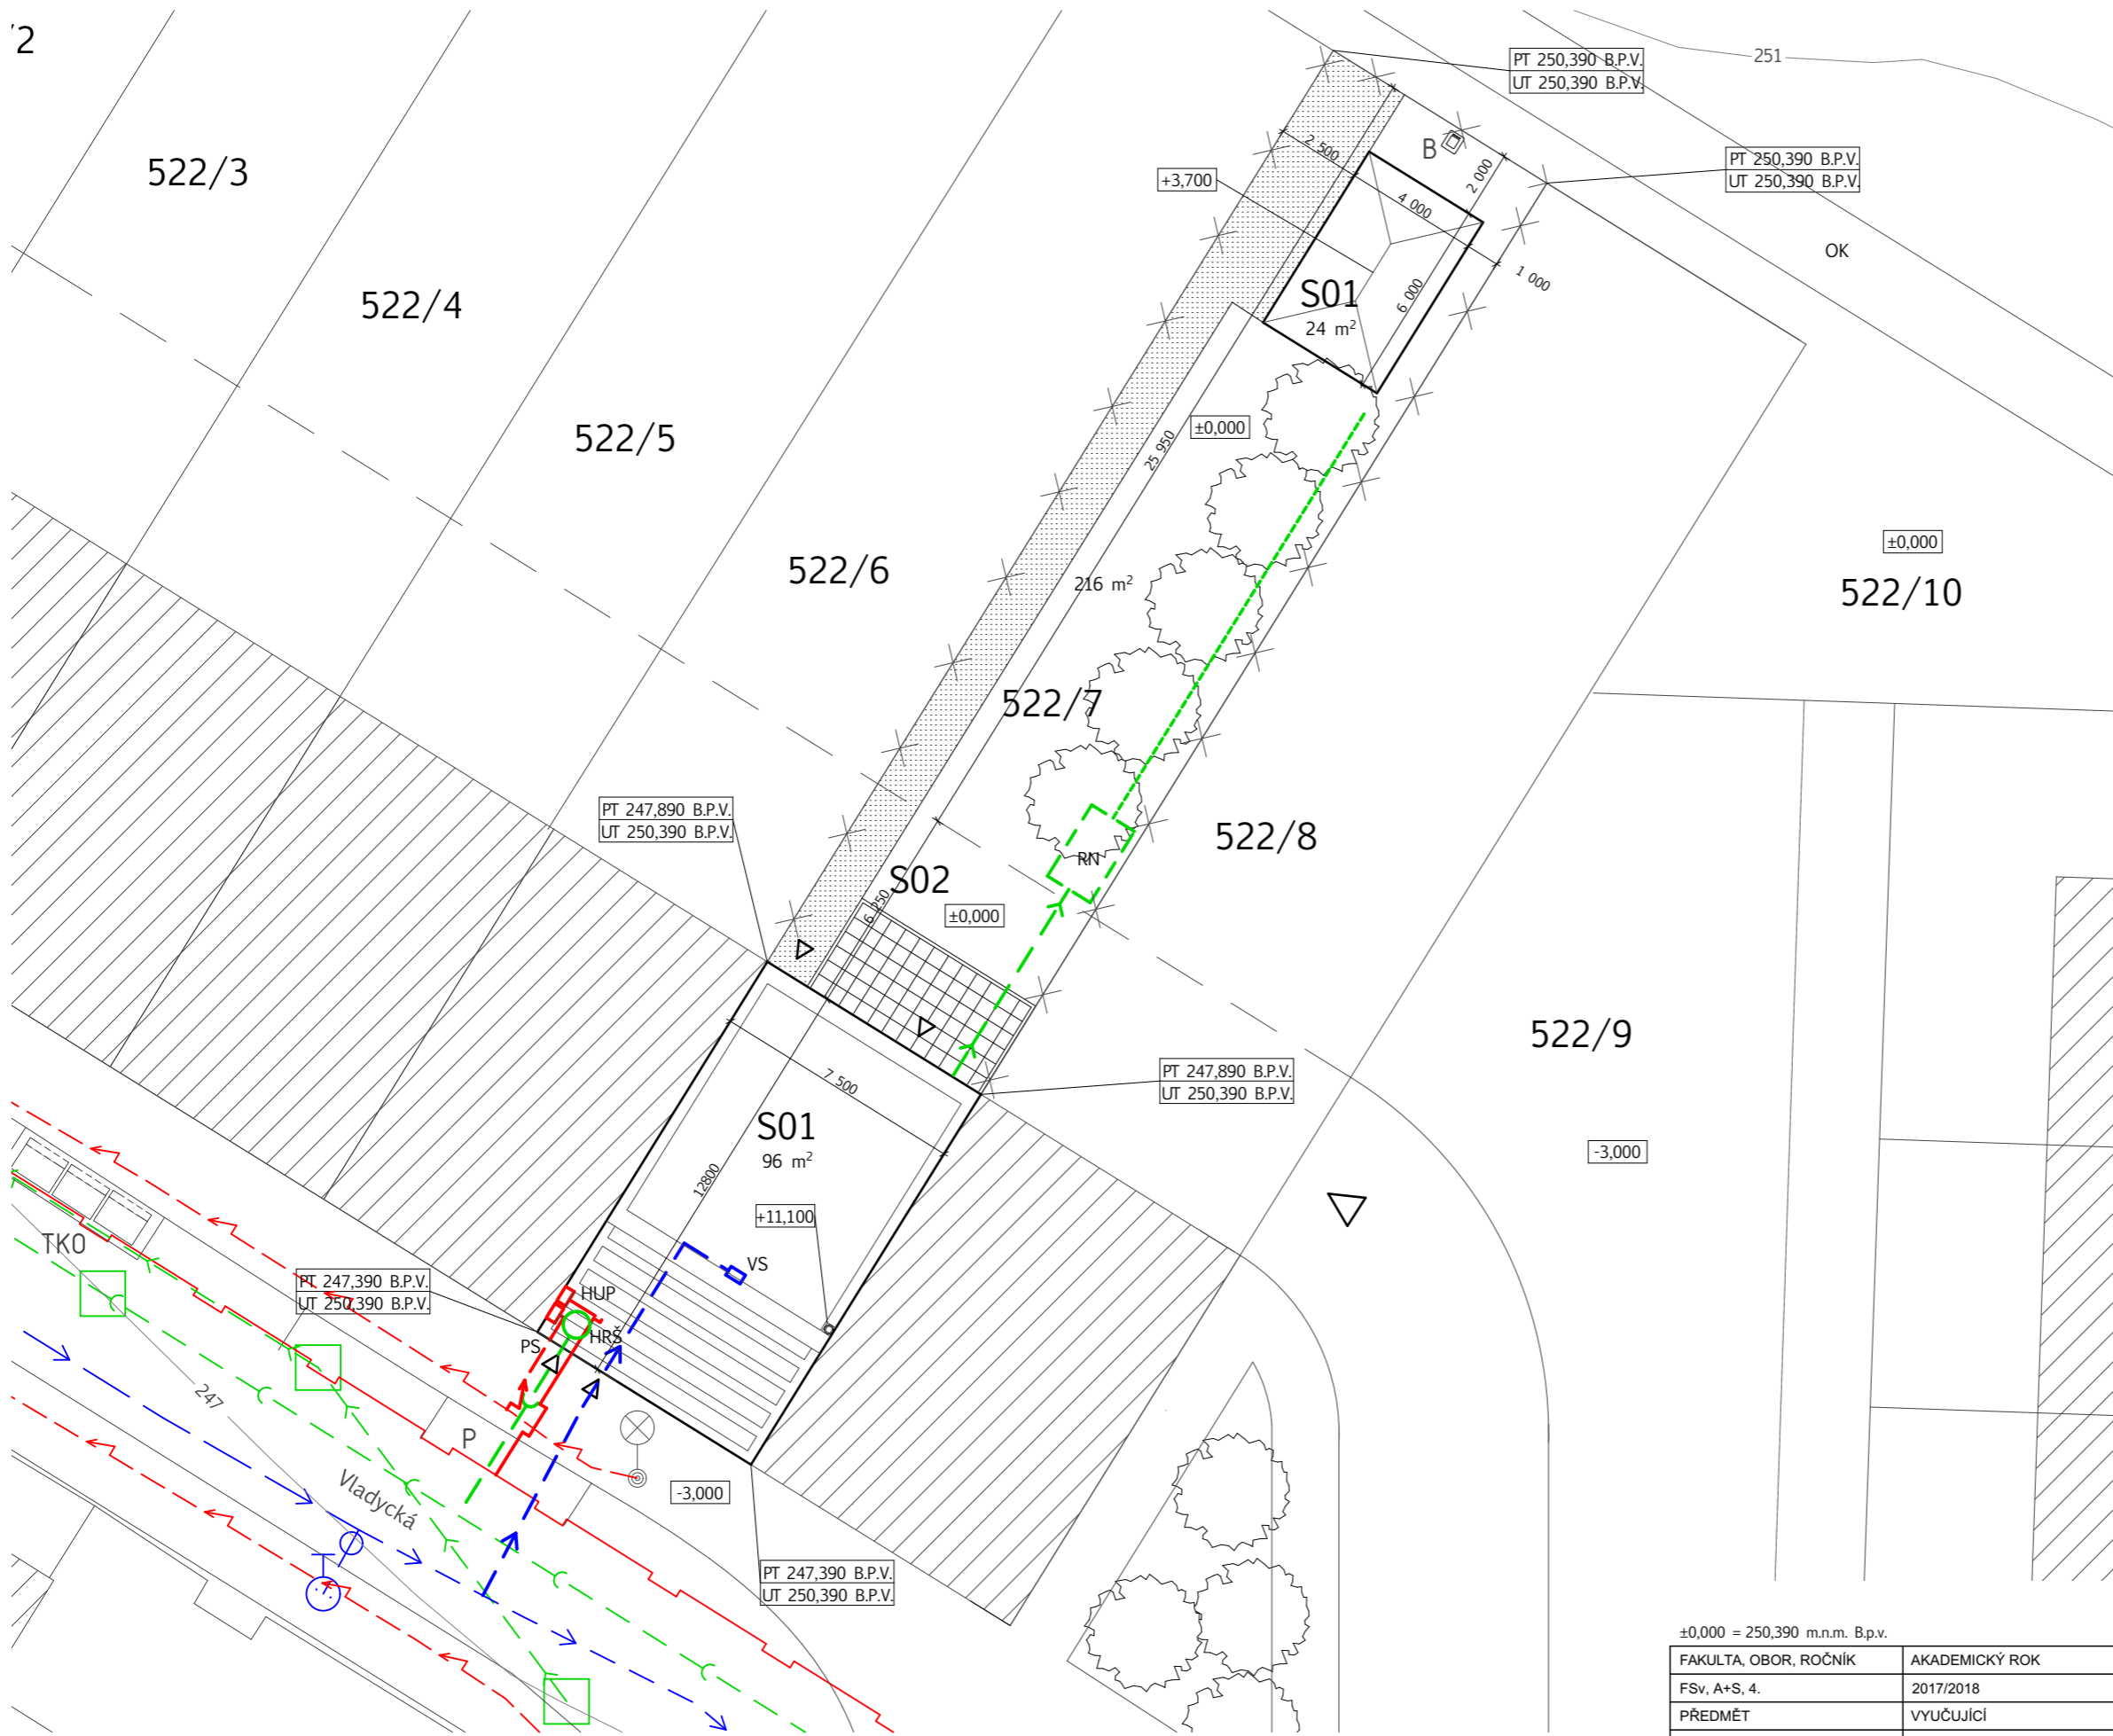 '2
251
PT 250,390 B.P.V.
UT 250,390 B.P.V.
522/3
B
2 500
2 000
PT 250,390 B.P.V.
UT 250,390 B.P.V.
+3,700
4 000
OK
1 000
522/4
S01
24 m²
6 000
±0,000
25 950
522/5
±0,000
522/6
216 m²
522/10
522/7
PT 247,890 B.P.V.
UT 250,390 B.P.V.
522/8
RN
S02
6 250
±0,000
522/9
7 500
PT 247,890 B.P.V.
UT 250,390 B.P.V.
S01
96 m²
-3,000
12800
+11,100
TKO
VS
PT 247,390 B.P.V.
UT 250,390 B.P.V.
HUP
HRŠ
PS
247
P
Vladycká
-3,000
PT 247,390 B.P.V.
UT 250,390 B.P.V.
±0,000 = 250,390 m.n.m. B.p.v.
FAKULTA, OBOR, ROČNÍK AKADEMICKÝ ROK
FSv, A+S, 4. 2017/2018
PŘEDMĚT VYUČUJÍCÍ